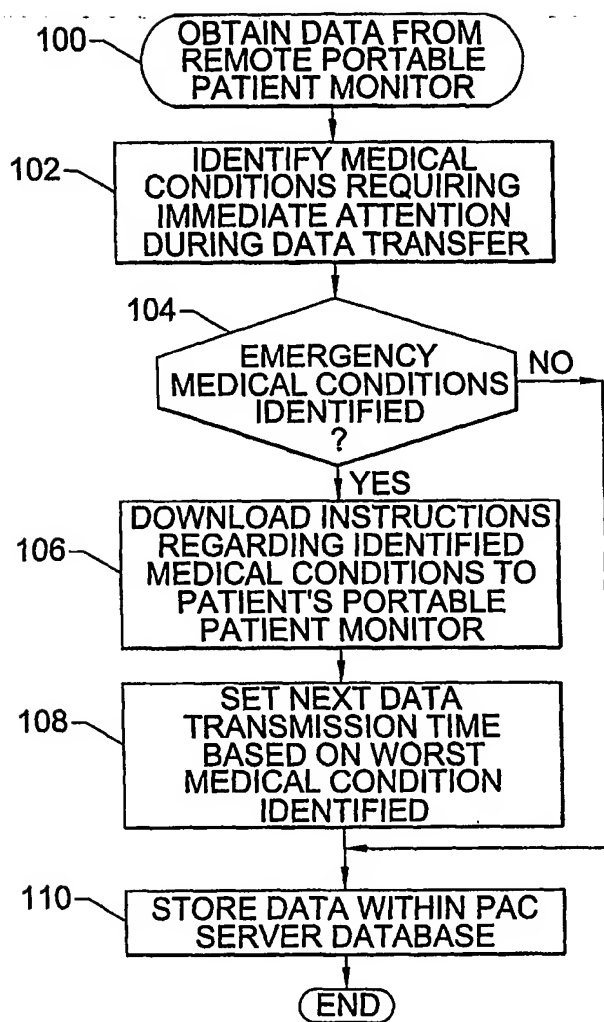 100
OBTAIN DATA FROM
REMOTE PORTABLE
PATIENT MONITOR
102
IDENTIFY MEDICAL
CONDITIONS REQUIRING
IMMEDIATE ATTENTION
DURING DATA TRANSFER
104
EMERGENCY
MEDICAL CONDITIONS
IDENTIFIED
?
NO
YES
106
DOWNLOAD INSTRUCTIONS
REGARDING IDENTIFIED
MEDICAL CONDITIONS TO
PATIENT'S PORTABLE
PATIENT MONITOR
108
SET NEXT DATA
TRANSMISSION TIME
BASED ON WORST
MEDICAL CONDITION
IDENTIFIED
110
STORE DATA WITHIN PAC
SERVER DATABASE
END